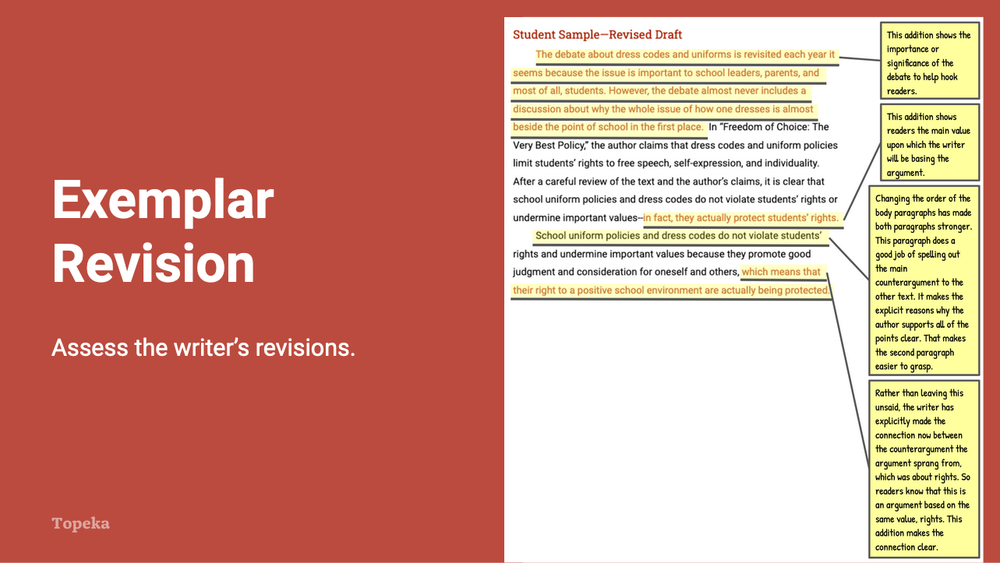 Exemplar
Revision
Assess the writer's revisions.
Topeka
Student Sample—Revised Draft
The debate about dress codes and uniforms is revisited each year it
seems because the issue is important to school leaders, parents, and
most of all, students. However, the debate almost never includes a
discussion about why the whole issue of how one dresses is almost
beside the point of school in the first place. In “Freedom of Choice: The
Very Best Policy,” the author claims that dress codes and uniform policies
limit students’ rights to free speech, self-expression, and individuality.
After a careful review of the text and the author’s claims, it is clear that
school uniform policies and dress codes do not violate students’ rights or
undermine important values--in fact, they actually protect students’ rights.
School uniform policies and dress codes do not violate students’
rights and undermine important values because they promote good
judgment and consideration for oneself and others, which means that
their right to a positive school environment are actually being protected.
This addition shows the
importance or
significance of the
debate to help hook
readers.
This addition shows
readers the main value
upon which the writer
will be basing the
argument.
Changing the order of the
body paragraphs has made
both paragraphs stronger.
This paragraph does a
good job of spelling out
the main
counterargument to the
other text. It makes the
explicit reasons why the
author supports all of the
points clear. That makes
the second paragraph
easier to grasp.
Rather than leaving this
unsaid, the writer has
explicitly made the
connection now between
the counterargument the
argument sprang from,
which was about rights. So
readers know that this is
an argument based on the
same value, rights. This
addition makes the
connection clear.